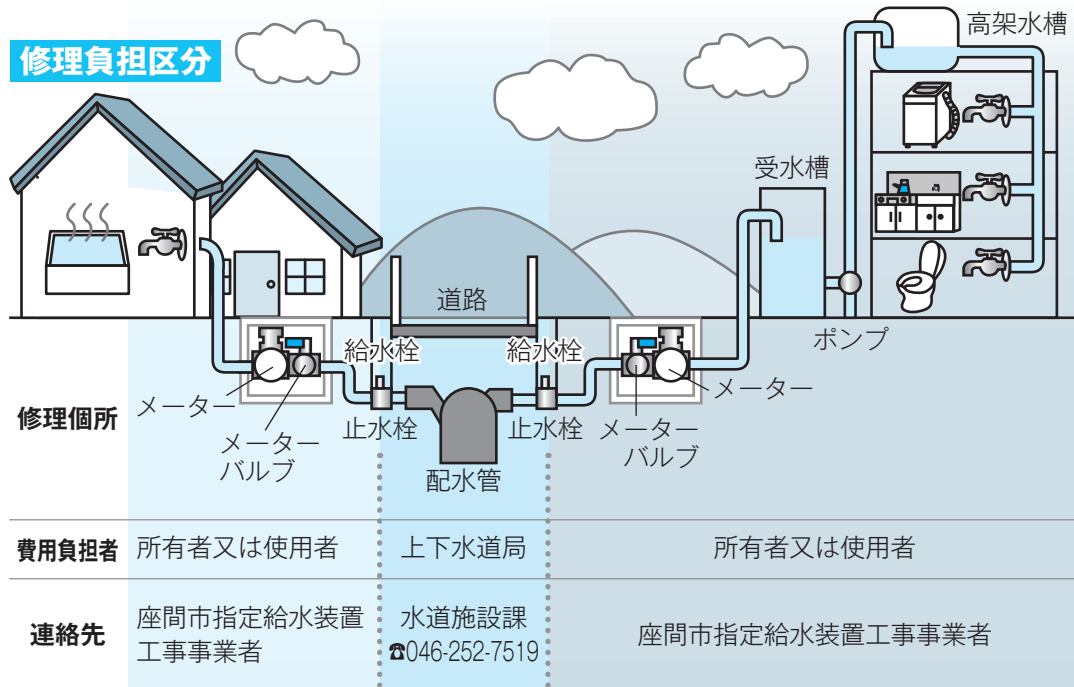 修理負担区分
高架水槽
受水槽
道路
ポンプ
給水栓
給水栓
修理個所
メーター
メーター
バルブ
止水栓
配水管
止水栓
メーター
バルブ
メーター
費用負担者
所有者又は使用者
上下水道局
所有者又は使用者
連絡先
座間市指定給水装置
工事事業者
水道施設課
☎046-252-7519
座間市指定給水装置工事事業者